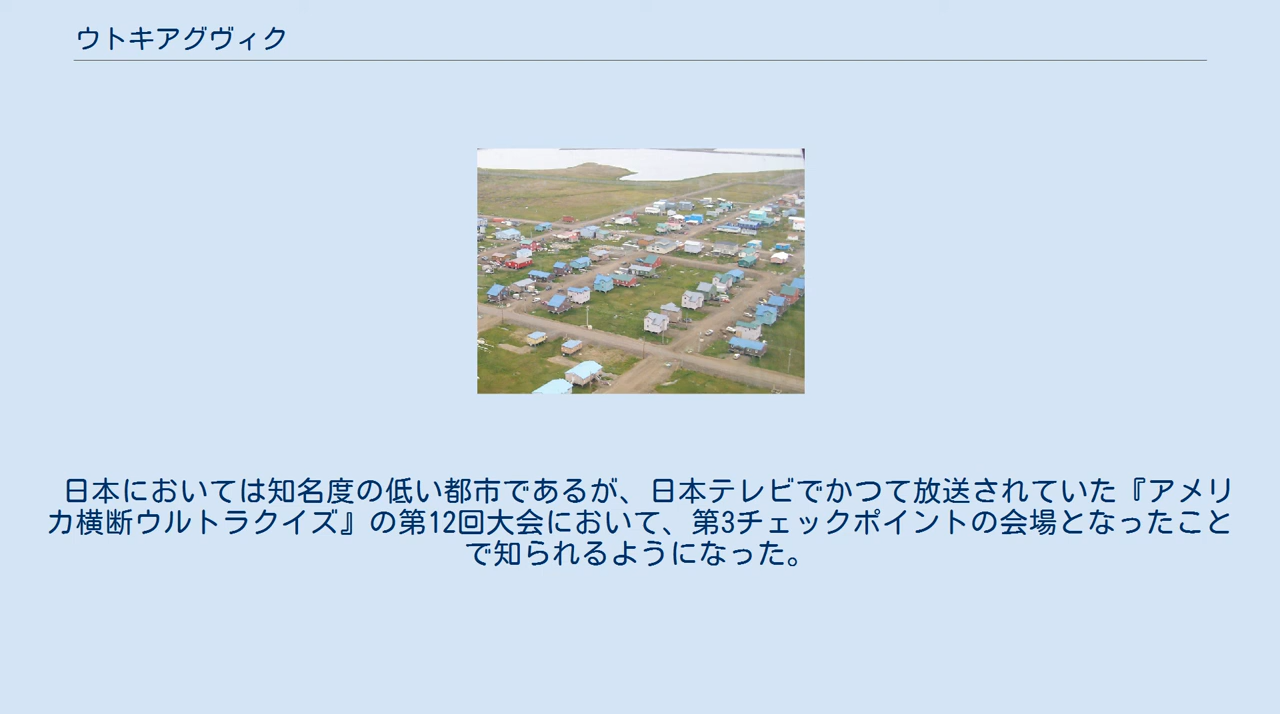 ウトキアグヴィク
日本においては知名度の低い都市であるが、日本テレビでかつて放送されていた『アメリ
カ横断ウルトラクイズ』の第12回大会において、第3チェックポイントの会場となったこと
で知られるようになった。